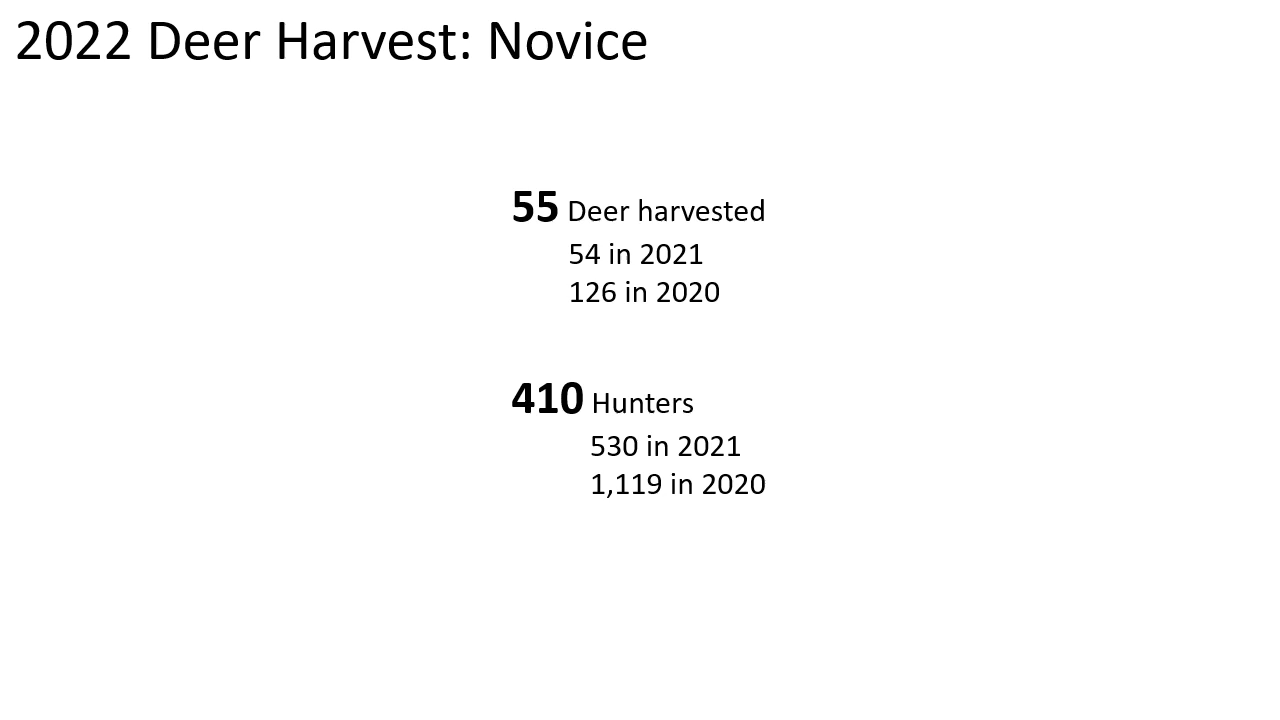 2022 Deer Harvest: Novice
55 Deer harvested
54 in 2021
126 in 2020
410 Hunters
530 in 2021
1,119 in 2020